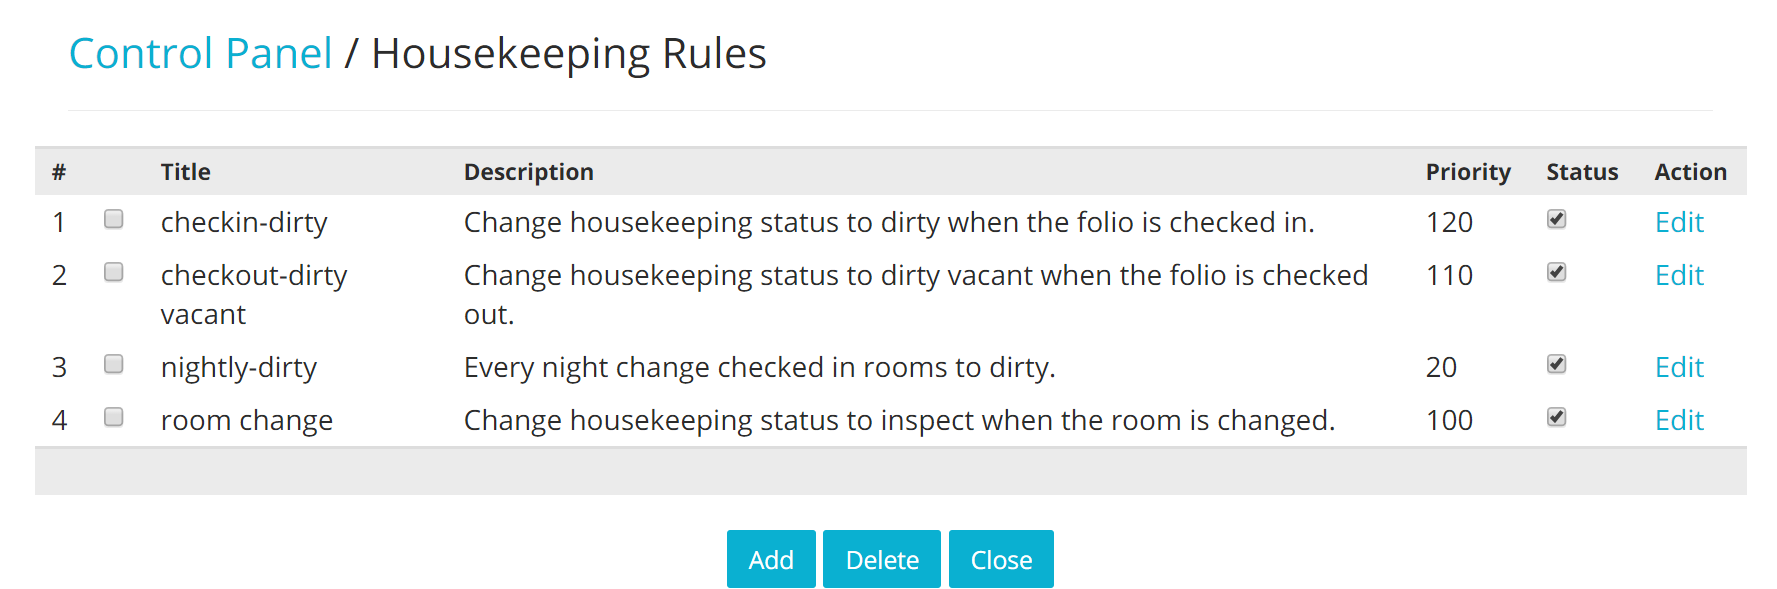 Control Panel / Housekeeping Rules
# Title Description Priority Status Action
1 checkin-dirty Change housekeeping status to dirty when the folio is checked in. 120 Edit
2 checkout-dirty Change housekeeping status to dirty vacant when the folio is checked 110 Edit
vacant out.
3 nightly-dirty Every night change checked in rooms to dirty. 20 Edit
4 room change Change housekeeping status to inspect when the room is changed. 100 Edit
Add Delete Close